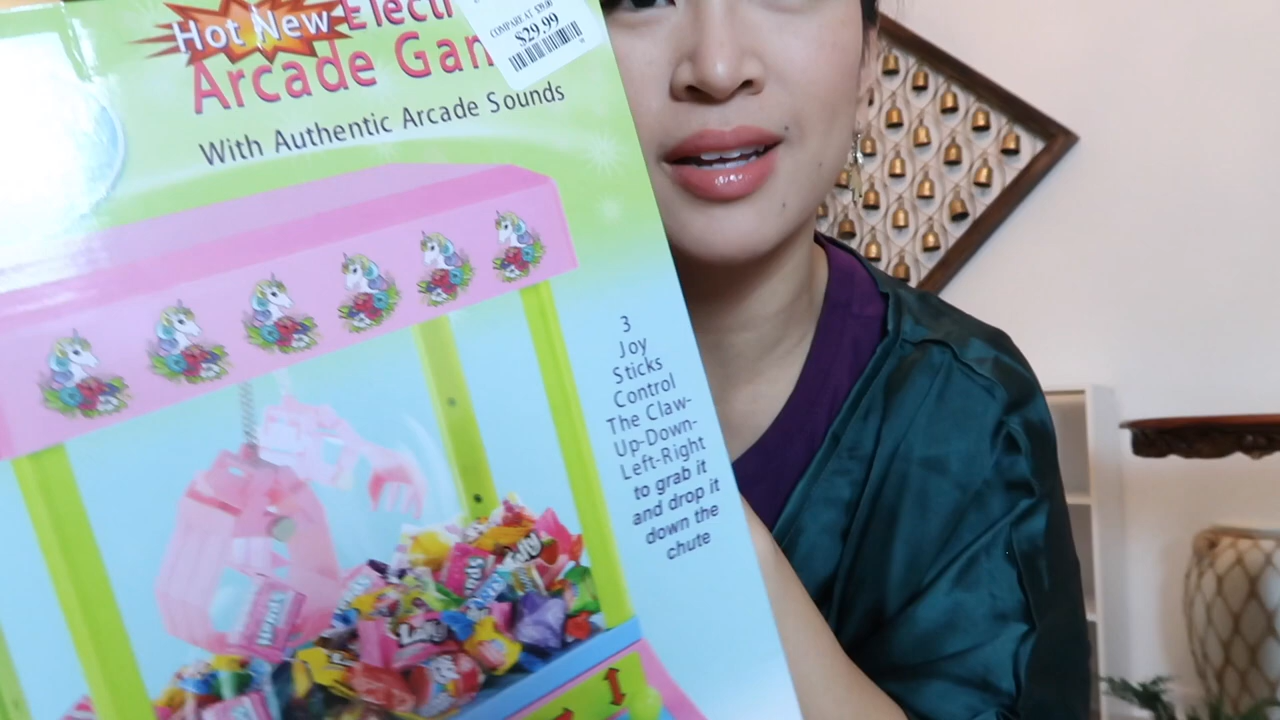 Hot New Electr
Arcade Gam
With Authentic Arcade Sounds
COMPARE AT
$29.99
3
Joy
Sticks
Control
The Claw-
Up-Down-
Left-Right
to grab it
and drop it
down the
chute